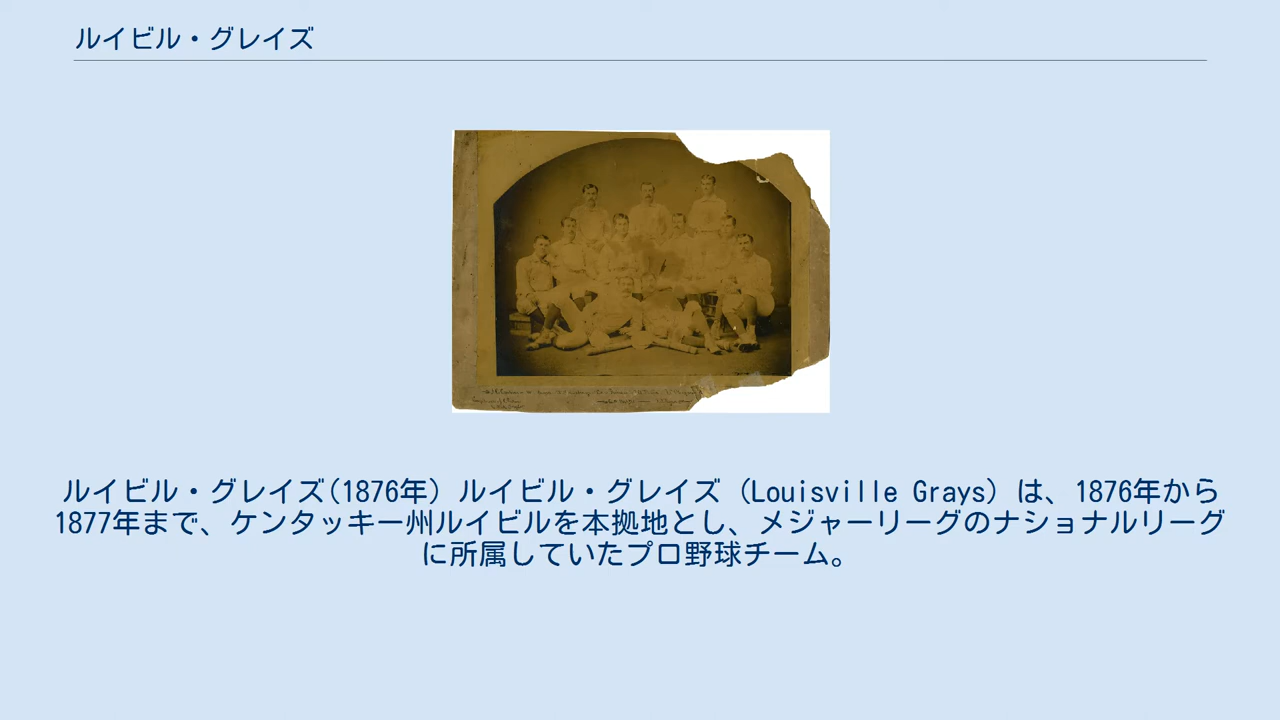 ルイビル・グレイズ
ルイビル・グレイズ(1876年) ルイビル・グレイズ（Louisville Grays）は、1876年から
1877年まで、ケンタッキー州ルイビルを本拠地とし、メジャーリーグのナショナルリーグ
に所属していたプロ野球チーム。